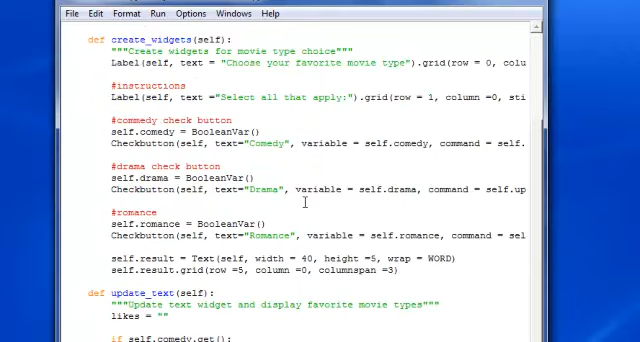 File Edit Format Run Options Windows Help
def create_widgets(self):
"""Create widgets for movie type choice"""
Label(self, text = "Choose your favorite movie type").grid(row = 0, colu
#instructions
Label(self, text ="Select all that apply:").grid(row = 1, column =0, sti
#commedy check button
self.comedy = BooleanVar()
Checkbutton(self, text="Comedy", variable = self.comedy, command = self.
#drama check button
self.drama = BooleanVar()
Checkbutton(self, text="Drama", variable = self.drama, command = self.up
#romance
self.romance = BooleanVar()
Checkbutton(self, text="Romance", variable = self.romance, command = sel
self.result = Text(self, width = 40, height =5, wrap = WORD)
self.result.grid(row =5, column =0, columnspan =3)
def update_text(self):
"""Update text widget and display favorite movie types"""
likes = ""
if self.comedy.get():